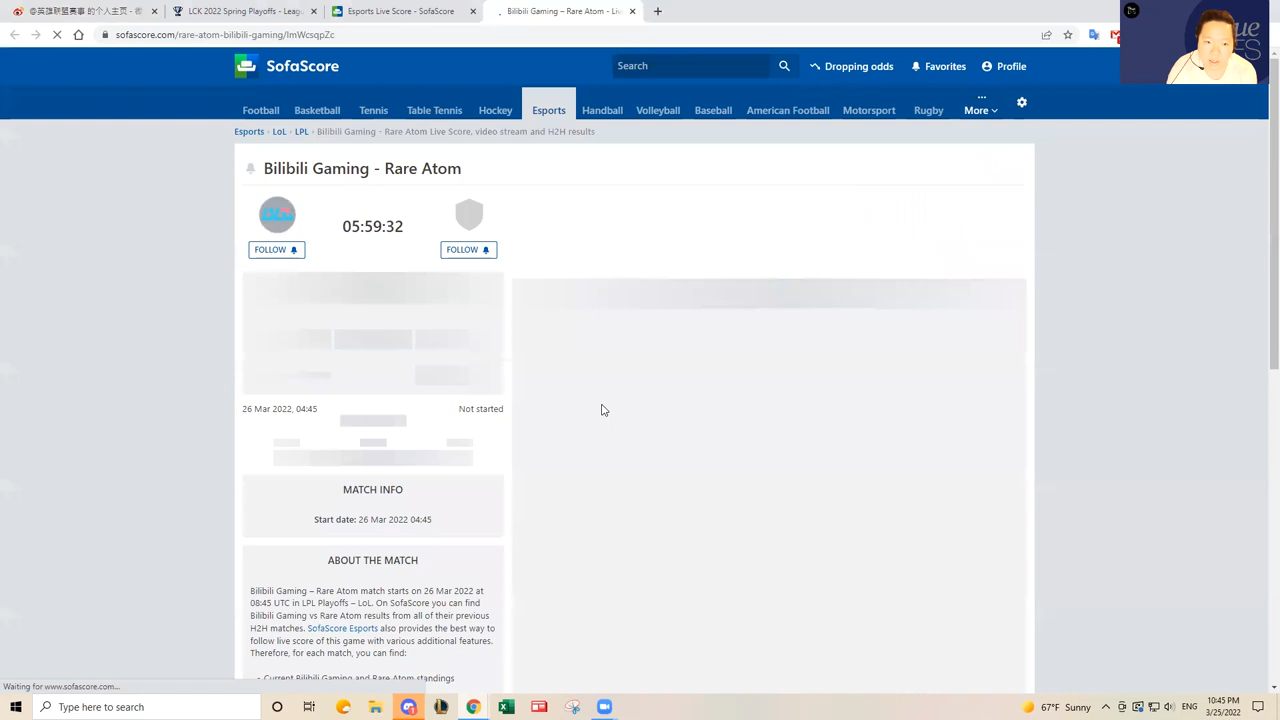 @英雄联盟赛事 的个人主页 - 微
LCK 2022 Spring Playoffs - Leag
Esports Live Score - SofaScore
Bilibili Gaming – Rare Atom - Liv
sofascore.com/rare-atom-bilibili-gaming/lmWcsqpZc
SofaScore
Search
Dropping odds
Favorites
Profile
Football Basketball Tennis Table Tennis Hockey Esports Handball Volleyball Baseball American Football Motorsport Rugby More
Esports LoL LPL Bilibili Gaming - Rare Atom Live Score, video stream and H2H results
Bilibili Gaming - Rare Atom
05:59:32
FOLLOW FOLLOW
26 Mar 2022, 04:45 Not started
MATCH INFO
Start date: 26 Mar 2022 04:45
ABOUT THE MATCH
Bilibili Gaming – Rare Atom match starts on 26 Mar 2022 at
08:45 UTC in LPL Playoffs – LoL. On SofaScore you can find
Bilibili Gaming vs Rare Atom results from all of their previous
H2H matches. SofaScore Esports also provides the best way to
follow live score of this game with various additional features.
Therefore, for each match, you can find:
- Current Bilibili Gaming and Rare Atom standings
Waiting for www.sofascore.com...
Type here to search
67°F Sunny
ENG
10:45 PM
3/25/2022